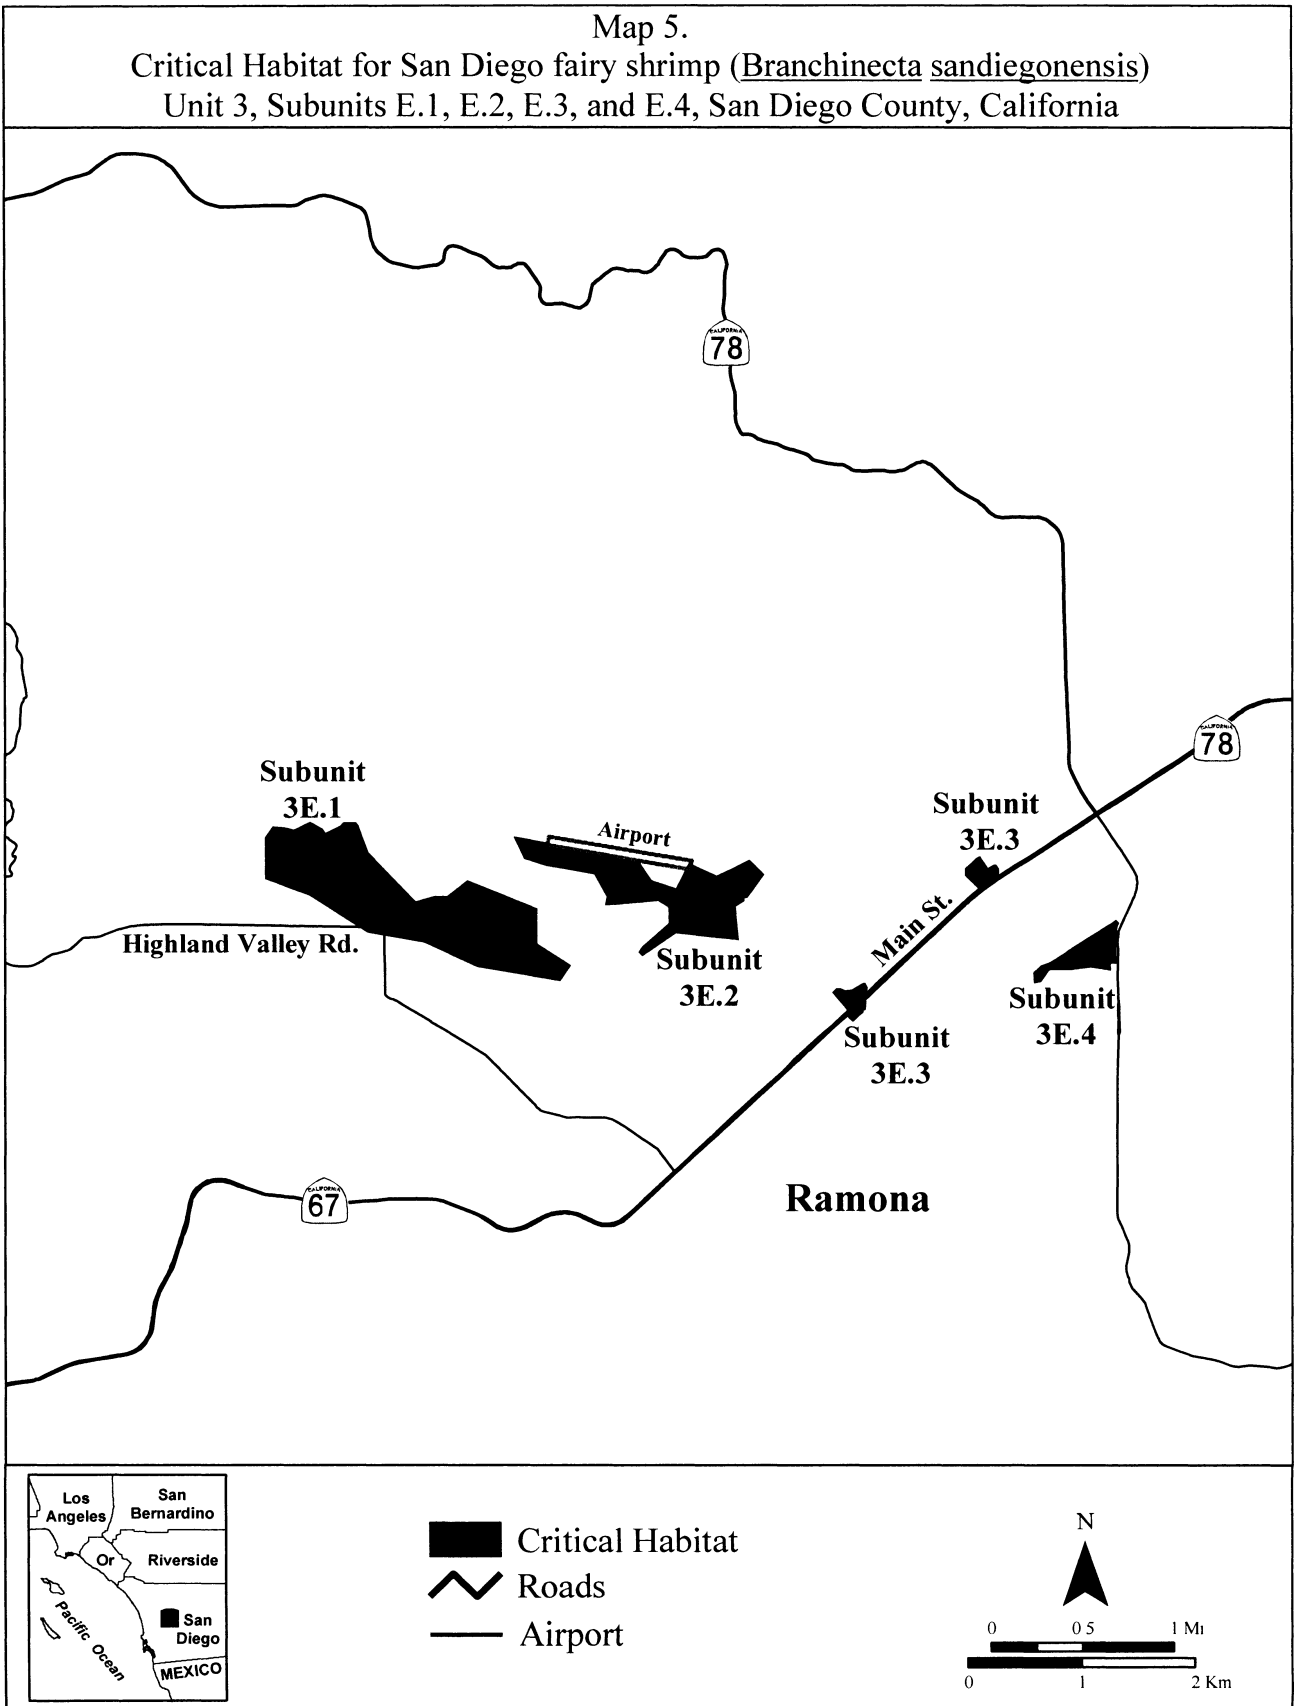 Map 5.
Critical Habitat for San Diego fairy shrimp (Branchinecta sandiegonensis)
Unit 3, Subunits E.1, E.2, E.3, and E.4, San Diego County, California
CALIFORNIA
78
CALIFORNIA
78
Subunit
3E.1
Airport
Subunit
3E.3
Main St.
Highland Valley Rd.
Subunit
3E.2
Subunit
3E.4
Subunit
3E.3
CALIFORNIA
67
Ramona
Los
Angeles
San
Bernardino
Or
Riverside
Pacific Ocean
San
Diego
MEXICO
Critical Habitat
Roads
Airport
N
0 0 5 1 Mi
0 1 2 Km